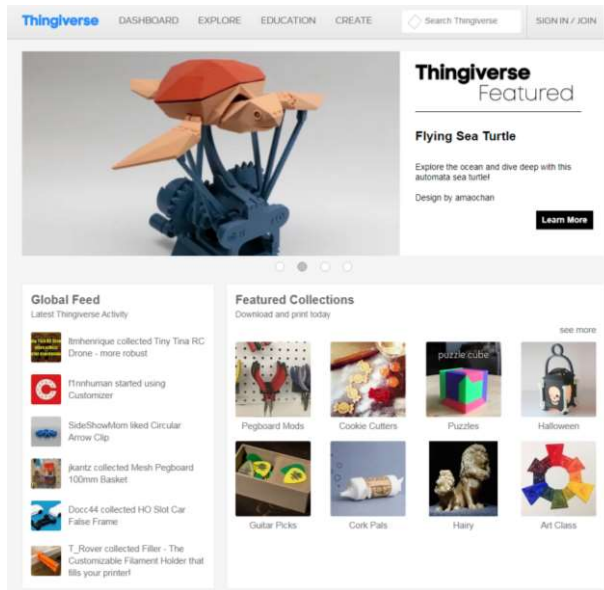 Thingiverse DASHBOARD EXPLORE EDUCATION CREATE Search Thingiverse SIGN IN / JOIN
Thingiverse
Featured
Flying Sea Turtle
Explore the ocean and dive deep with this
automata sea turtle!
Design by amaochan
Learn More
Global Feed
Latest Thingiverse Activity
ltmhenrique collected Tiny Tina RC
Drone - more robust
f1nnhuman started using
Customizer
SideShowMom liked Circular
Arrow Clip
jkantz collected Mesh Pegboard
100mm Basket
Docc44 collected HO Slot Car
False Frame
T_Rover collected Filler - The
Customizable Filament Holder that
fills your printer!
Featured Collections
Download and print today
see more
puzzle cube
Pegboard Mods Cookie Cutters Puzzles Halloween
Guitar Picks Cork Pals Hairy Art Class